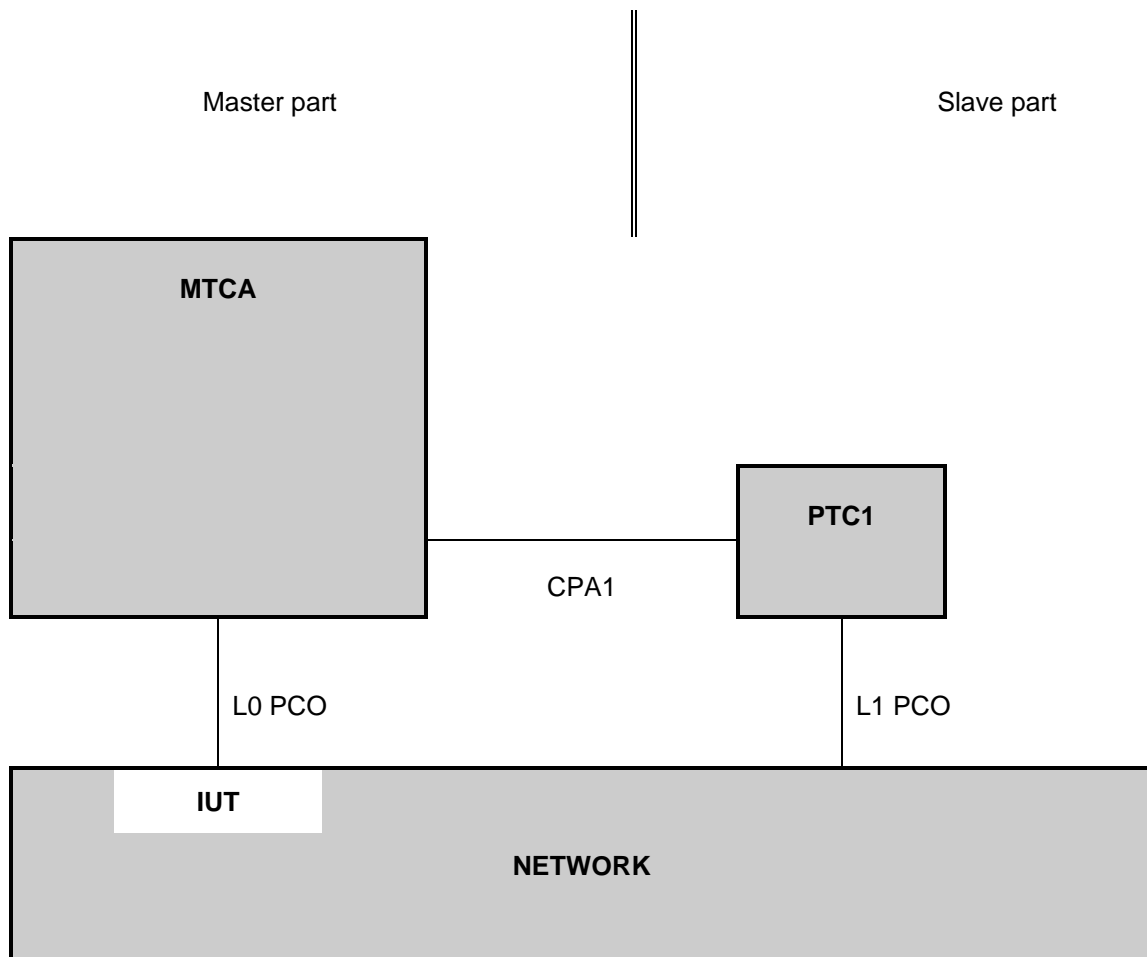 Master part
Slave part
MTCA
PTC1
CPA1
L0 PCO
L1 PCO
IUT
NETWORK